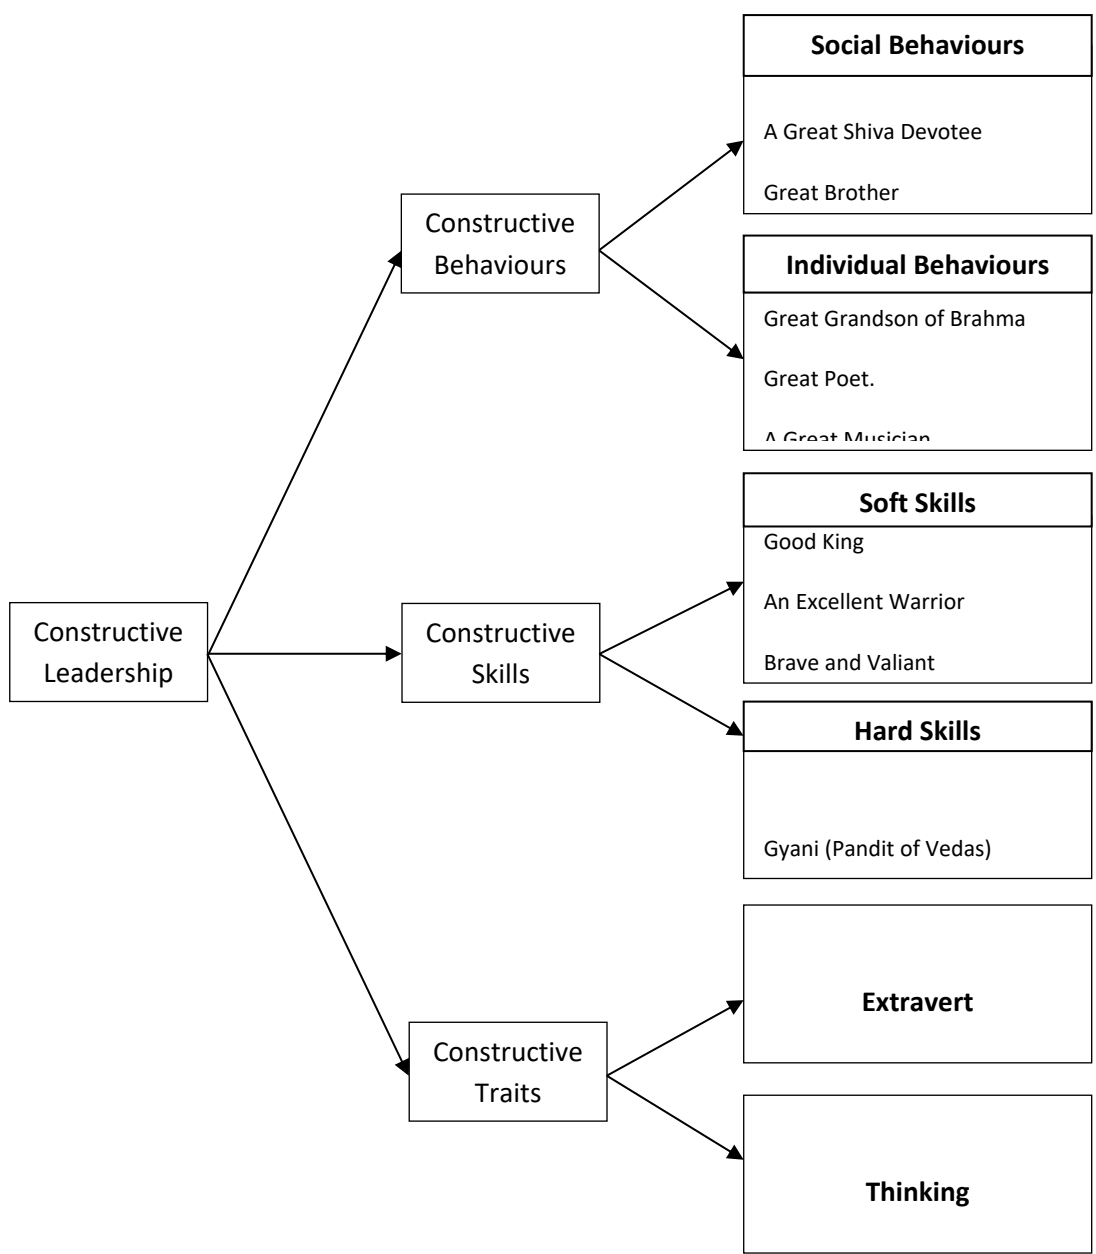 Social Behaviours
A Great Shiva Devotee
Great Brother
Constructive
Behaviours
Individual Behaviours
Great Grandson of Brahma
Great Poet.
A Great Musician
Soft Skills
Good King
An Excellent Warrior
Brave and Valiant
Constructive
Leadership
Constructive
Skills
Hard Skills
Gyani (Pandit of Vedas)
Extravert
Constructive
Traits
Thinking